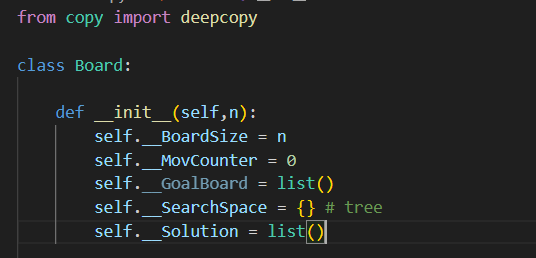 from copy import deepcopy
class Board:
def __init__(self,n):
self.__BoardSize = n
self.__MovCounter = 0
self.__GoalBoard = list()
self.__SearchSpace = {} # tree
self.__Solution = list()